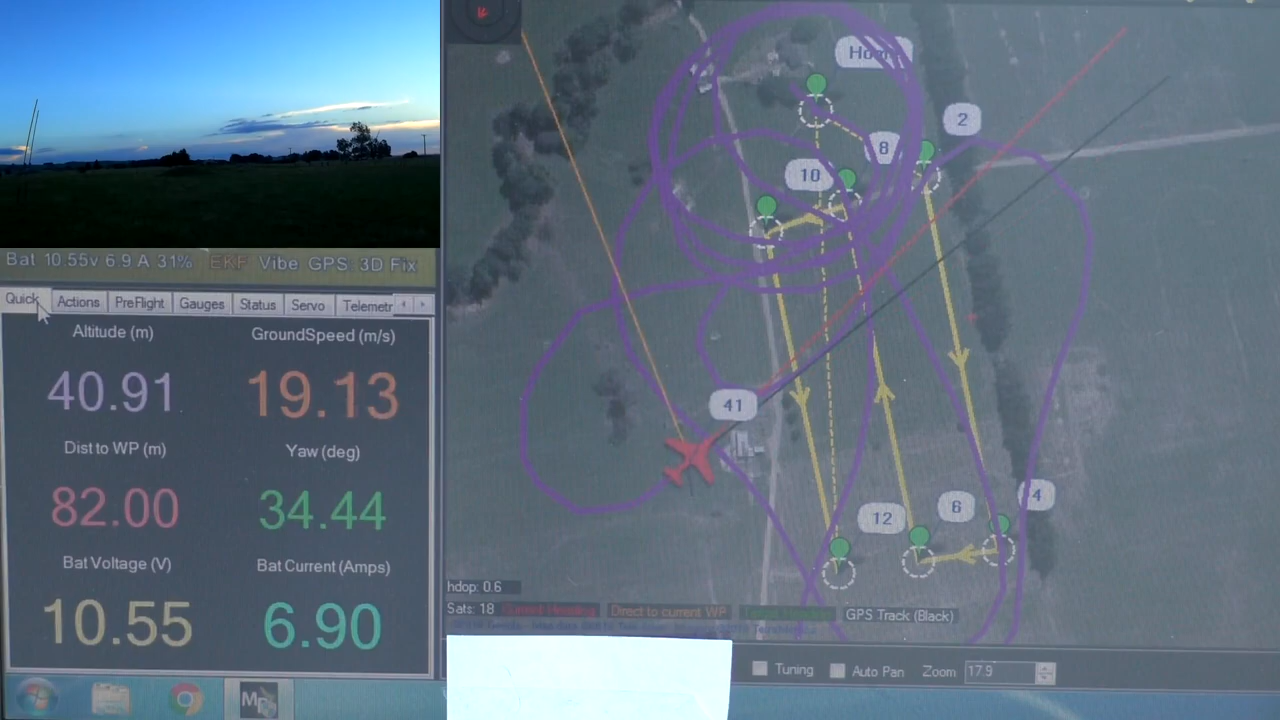 Bat 10.55v 6.9 A 31% EKF Vibe GPS: 3D Fix
Quick Actions PreFlight Gauges Status Servo Telemetr
Altitude (m) GroundSpeed (m/s)
40.91 19.13
Dist to WP (m) Yaw (deg)
82.00 34.44
Bat Voltage (V) Bat Current (Amps)
10.55 6.90
Home
2
8
10
41
4
6
12
hdop: 0.6
Sats: 18 Current Heading Direct to current WP GPS Track (Black)
Tuning Auto Pan Zoom 17.9